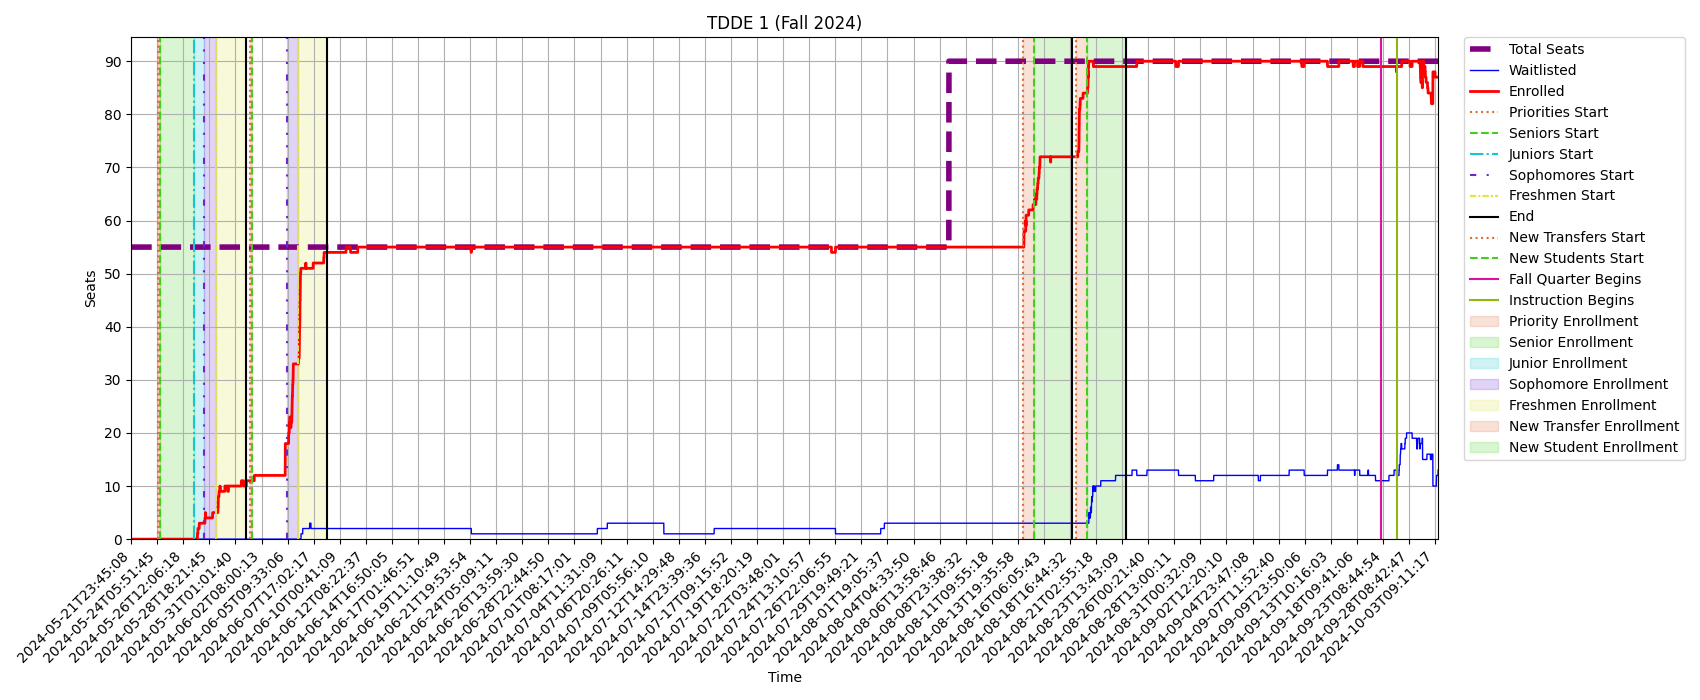 TDDE 1 (Fall 2024)
Seats
90
80
70
60
50
40
30
20
10
0
2024-05-21T23:45:08
2024-05-24T05:51:45
2024-05-26T12:06:18
2024-05-28T18:21:45
2024-05-31T01:01:40
2024-06-02T08:00:13
2024-06-05T09:33:06
2024-06-07T17:02:17
2024-06-10T00:41:09
2024-06-12T08:22:37
2024-06-14T16:50:05
2024-06-17T01:46:51
2024-06-19T11:10:49
2024-06-21T19:53:54
2024-06-24T05:09:11
2024-06-26T13:59:30
2024-06-28T22:44:50
2024-07-01T08:17:01
2024-07-04T11:31:09
2024-07-06T20:26:11
2024-07-09T05:56:10
2024-07-12T14:29:48
2024-07-14T23:39:36
2024-07-17T09:15:52
2024-07-19T18:20:19
2024-07-22T03:48:01
2024-07-24T13:10:57
2024-07-26T22:06:55
2024-07-29T19:49:21
2024-08-01T19:05:37
2024-08-04T04:33:50
2024-08-06T13:58:46
2024-08-08T23:38:32
2024-08-11T09:55:18
2024-08-13T19:35:58
2024-08-16T06:05:43
2024-08-18T16:44:32
2024-08-21T02:55:18
2024-08-23T13:43:09
2024-08-26T00:21:40
2024-08-28T13:00:11
2024-08-31T00:32:09
2024-09-02T12:20:10
2024-09-04T23:47:08
2024-09-07T11:52:40
2024-09-09T23:50:06
2024-09-13T10:16:03
2024-09-18T09:41:06
2024-09-23T08:44:54
2024-09-28T08:42:47
2024-10-03T09:11:17
Time
Total Seats
Waitlisted
Enrolled
Priorities Start
Seniors Start
Juniors Start
Sophomores Start
Freshmen Start
End
New Transfers Start
New Students Start
Fall Quarter Begins
Instruction Begins
Priority Enrollment
Senior Enrollment
Junior Enrollment
Sophomore Enrollment
Freshmen Enrollment
New Transfer Enrollment
New Student Enrollment